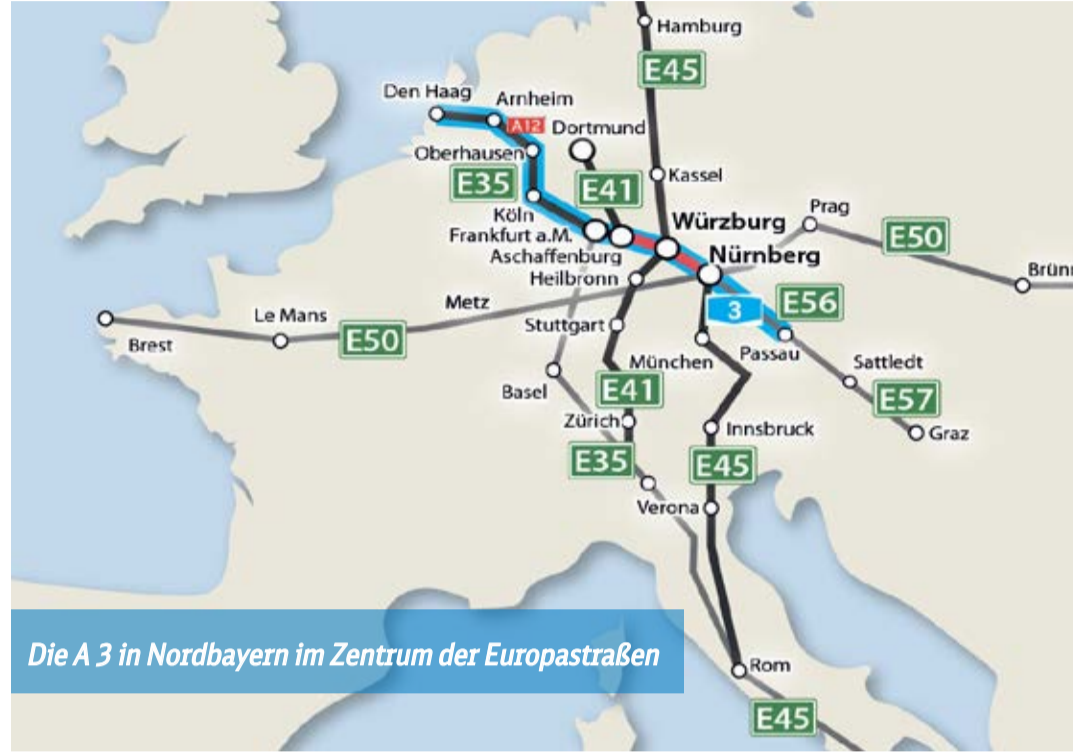 Hamburg
E45
Den Haag
Arnheim
A12
Dortmund
Oberhausen
E35
E41
Kassel
Köln
Prag
Würzburg
Frankfurt a.M.
E50
Aschaffenburg
Nürnberg
Heilbronn
Brünn
Metz
3
E56
Le Mans
Stuttgart
E50
Brest
München
Passau
Sattledt
Basel
E41
E57
Zürich
Innsbruck
Graz
E35
E45
Verona
Die A 3 in Nordbayern im Zentrum der Europastraßen
Rom
E45